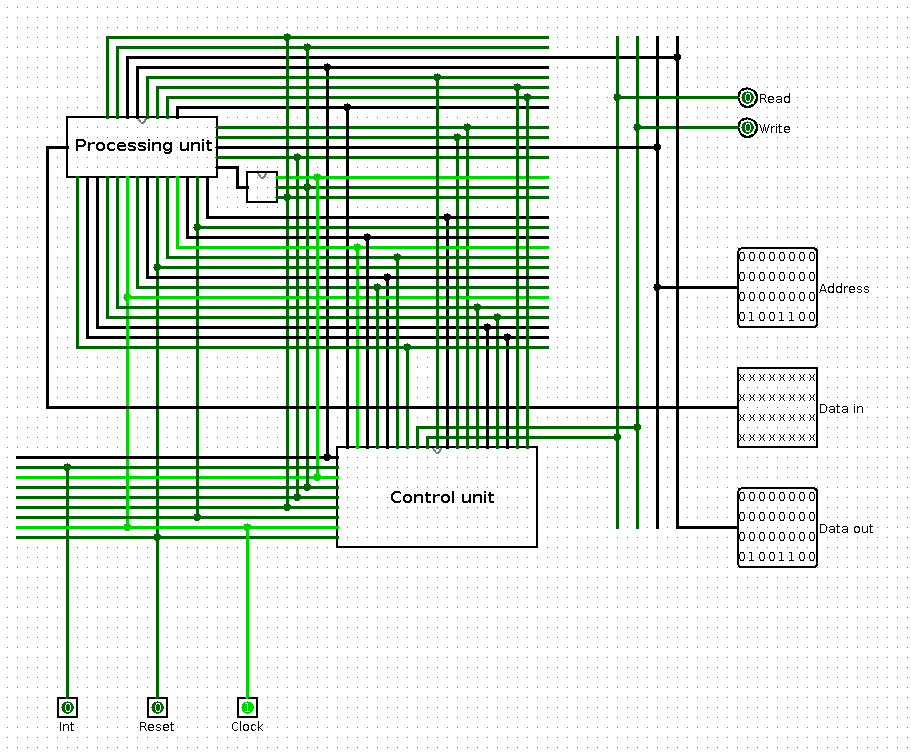 0 Read
0 Write
Processing unit
00000000
00000000
00000000
01001100
Address
xxxxxxxx
xxxxxxxx
xxxxxxxx
xxxxxxxx
Data in
Control unit
00000000
00000000
00000000
01001100
Data out
0
Int
0
Reset
1
Clock